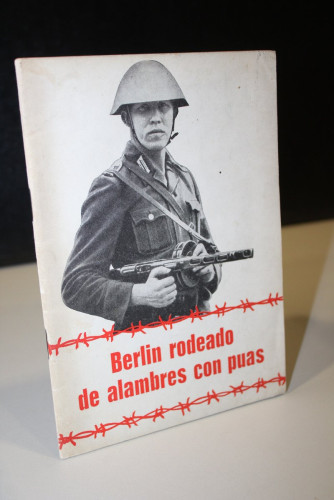 Berlin rodeado
de alambres con puas